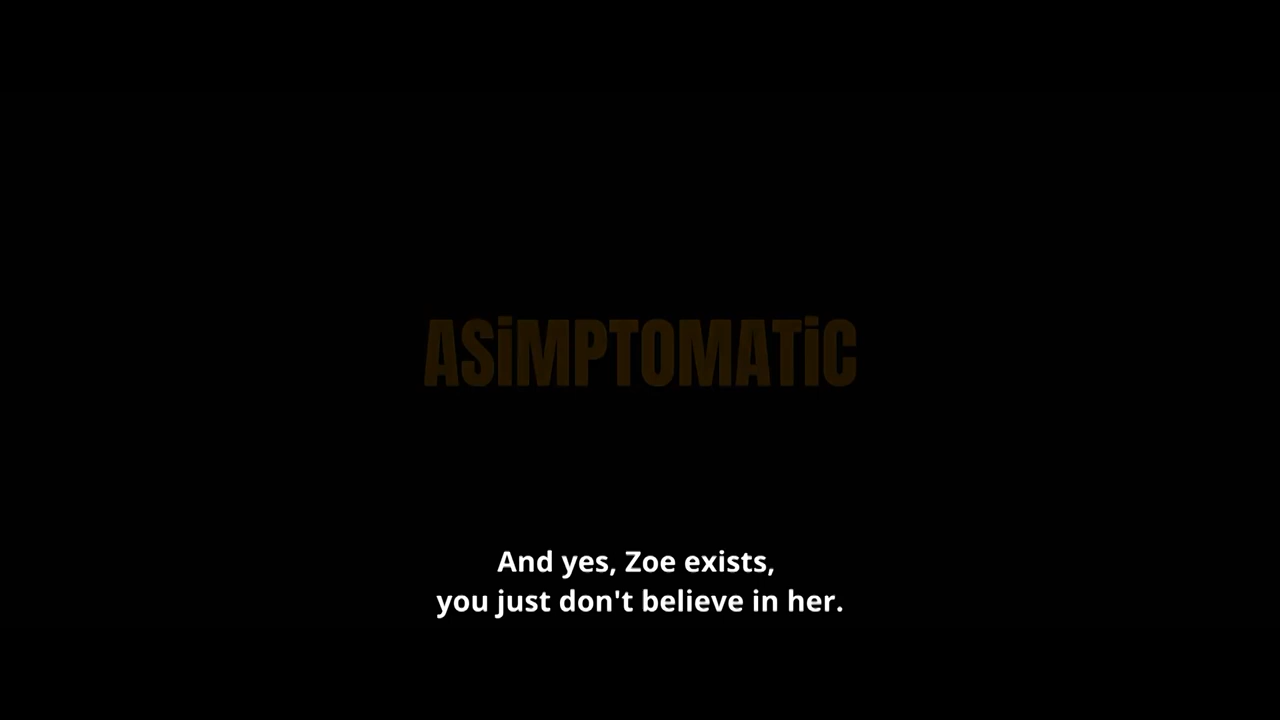 ASiMPTOMATiC
And yes, Zoe exists,
you just don't believe in her.